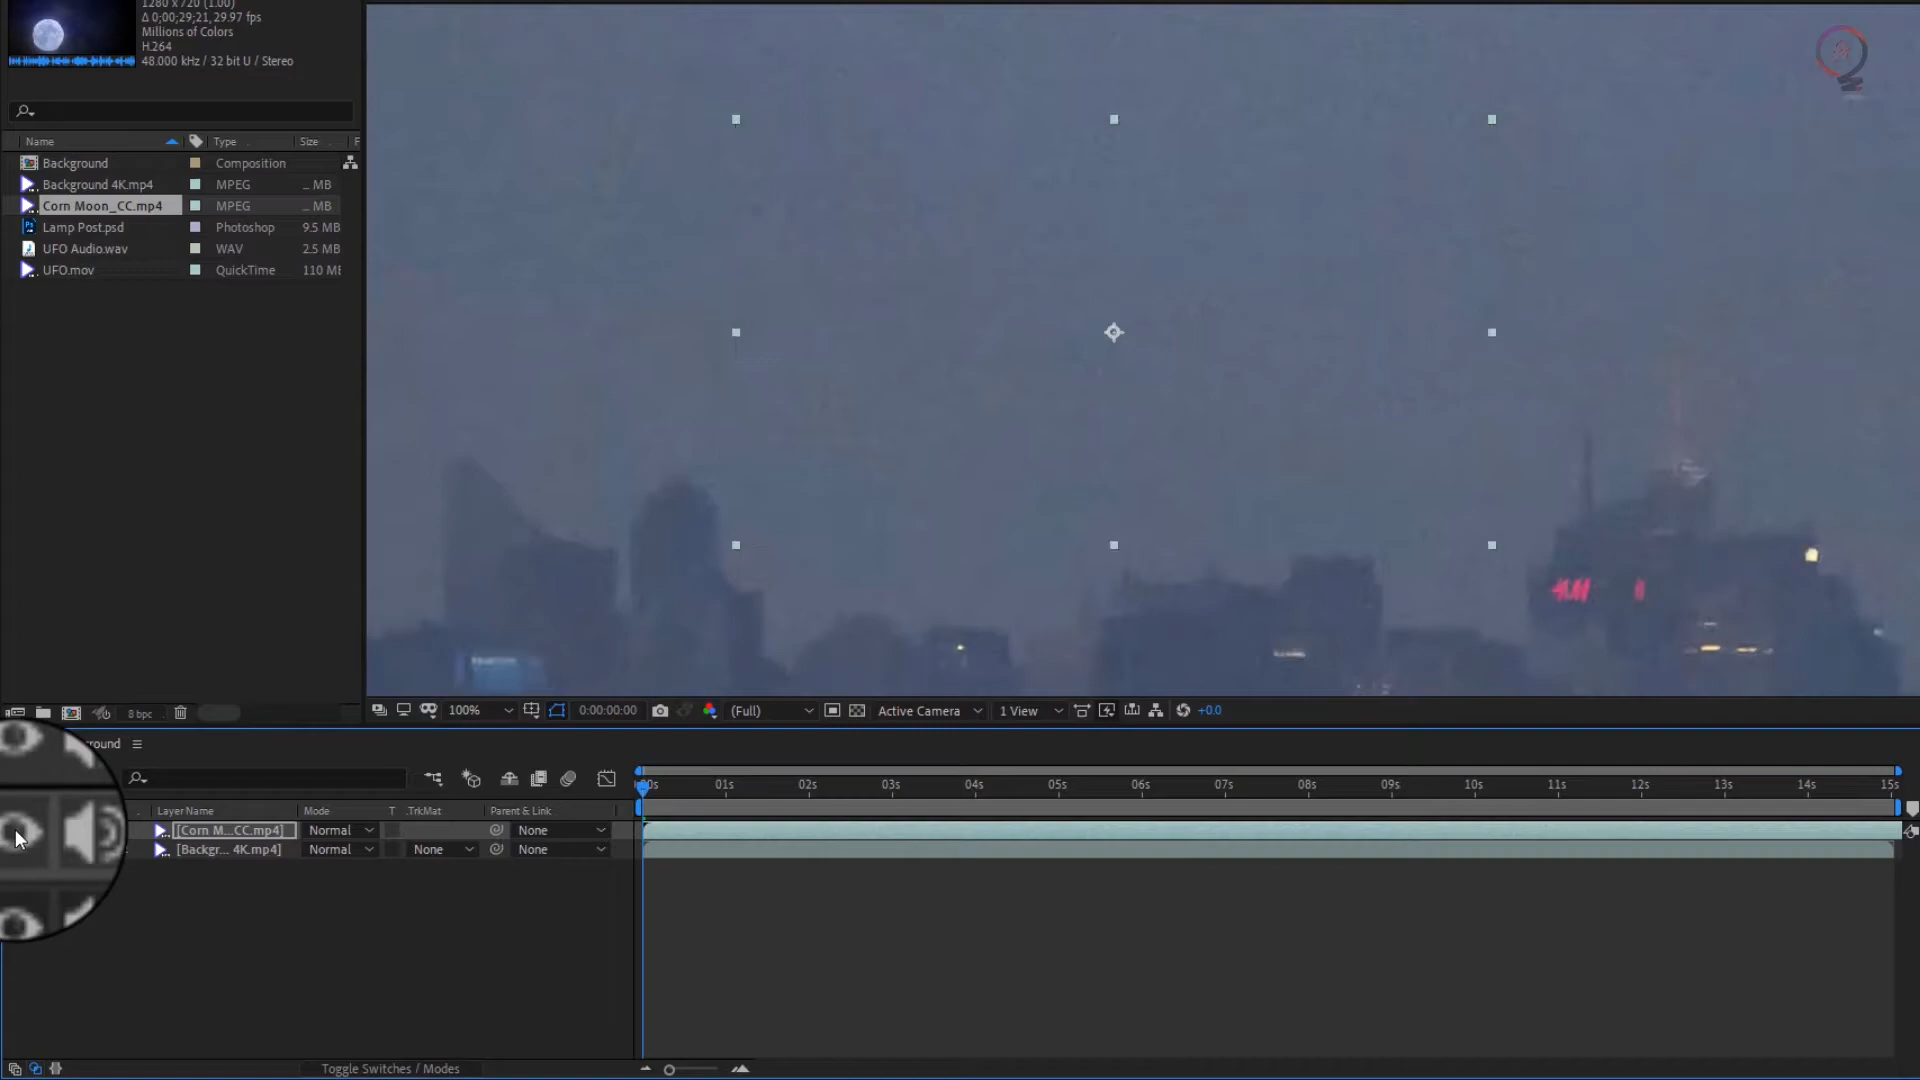 1280 x 720 (1.00)
Δ 0;00;29;21, 29.97 fps
Millions of Colors
H.264
48.000 kHz / 32 bit U / Stereo
Name Type Size F
Background Composition
Background 4K.mp4 MPEG _ MB
Corn Moon_CC.mp4 MPEG _ MB
Lamp Post.psd Photoshop 9.5 MB
UFO Audio.wav WAV 2.5 MB
UFO.mov QuickTime 110 MB
8 bpc
100% 0:00:00:00 (Full) Active Camera 1 View +0.0
ound
00s 01s 02s 03s 04s 05s 06s 07s 08s 09s 10s 11s 12s 13s 14s 15s
Layer Name Mode T .TrkMat Parent & Link
[Corn M...CC.mp4] Normal None
[Backgr... 4K.mp4] Normal None None
Toggle Switches / Modes